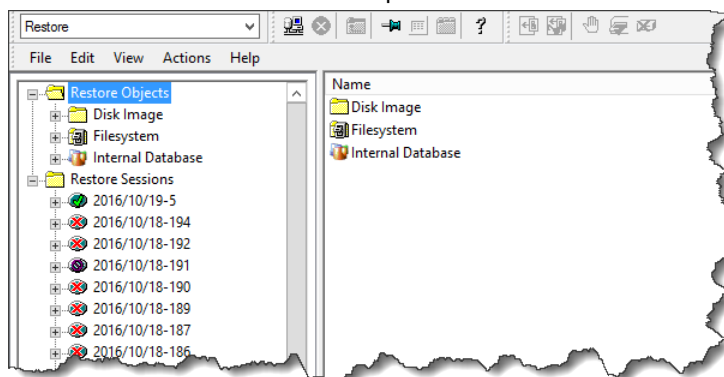 Restore
?
File Edit View Actions Help
Restore Objects
Disk Image
Filesystem
Internal Database
Restore Sessions
2016/10/19-5
2016/10/18-194
2016/10/18-192
2016/10/18-191
2016/10/18-190
2016/10/18-189
2016/10/18-187
2016/10/18-186
Name
Disk Image
Filesystem
Internal Database